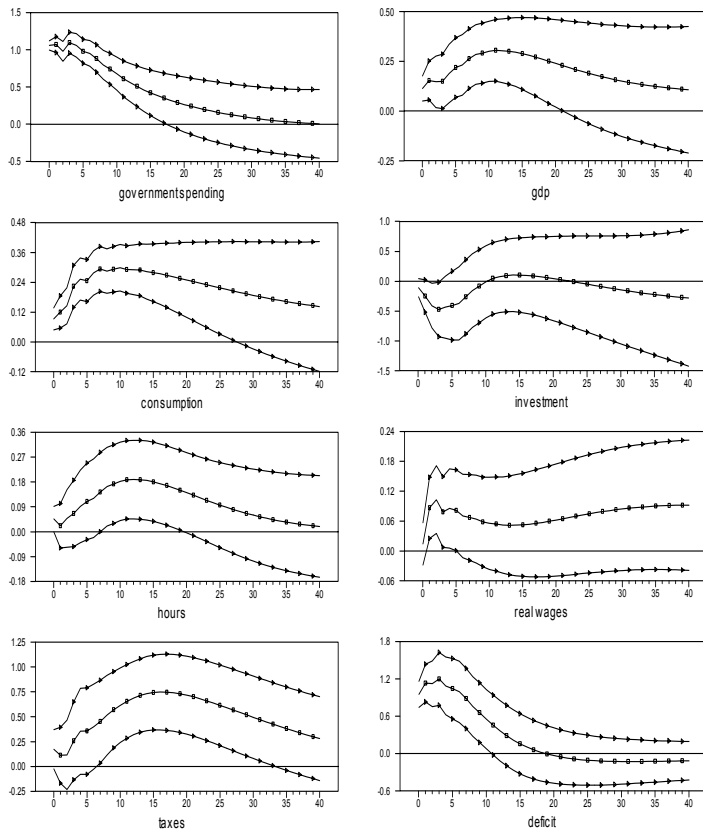 1.5
1.0
0.5
0.0
-0.5
0 5 10 15 20 25 30 35 40
government spending
0.50
0.25
0.00
-0.25
0 5 10 15 20 25 30 35 40
gdp
0.48
0.36
0.24
0.12
0.00
-0.12
0 5 10 15 20 25 30 35 40
consumption
1.0
0.5
0.0
-0.5
-1.0
-1.5
0 5 10 15 20 25 30 35 40
investment
0.36
0.27
0.18
0.09
0.00
-0.09
-0.18
0 5 10 15 20 25 30 35 40
hours
0.24
0.18
0.12
0.06
0.00
-0.06
0 5 10 15 20 25 30 35 40
real wages
1.25
1.00
0.75
0.50
0.25
0.00
-0.25
0 5 10 15 20 25 30 35 40
taxes
1.8
1.2
0.6
0.0
-0.6
0 5 10 15 20 25 30 35 40
deficit